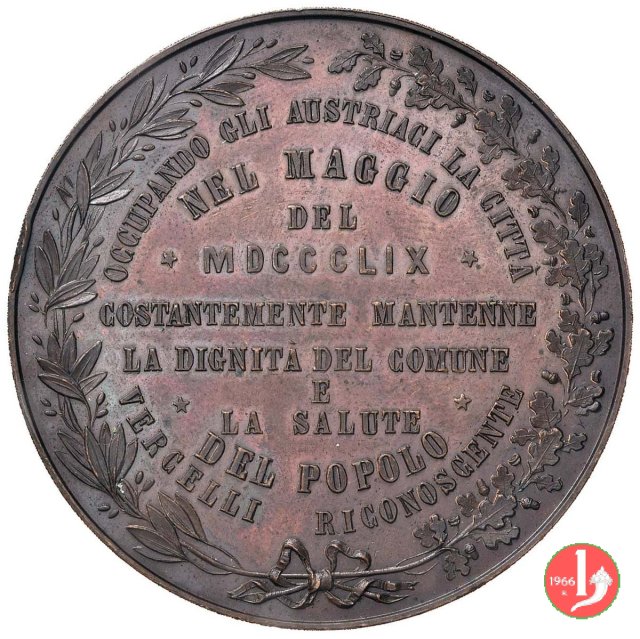 OCCUPANDO GLI AUSTRIACI LA CITTÀ
NEL MAGGIO
DEL
MDCCCLIX
COSTANTEMENTE MANTENNE
LA DIGNITÀ DEL COMUNE
E
LA SALUTE
DEL POPOLO
VERCELLI RICONOSCENTE
1966